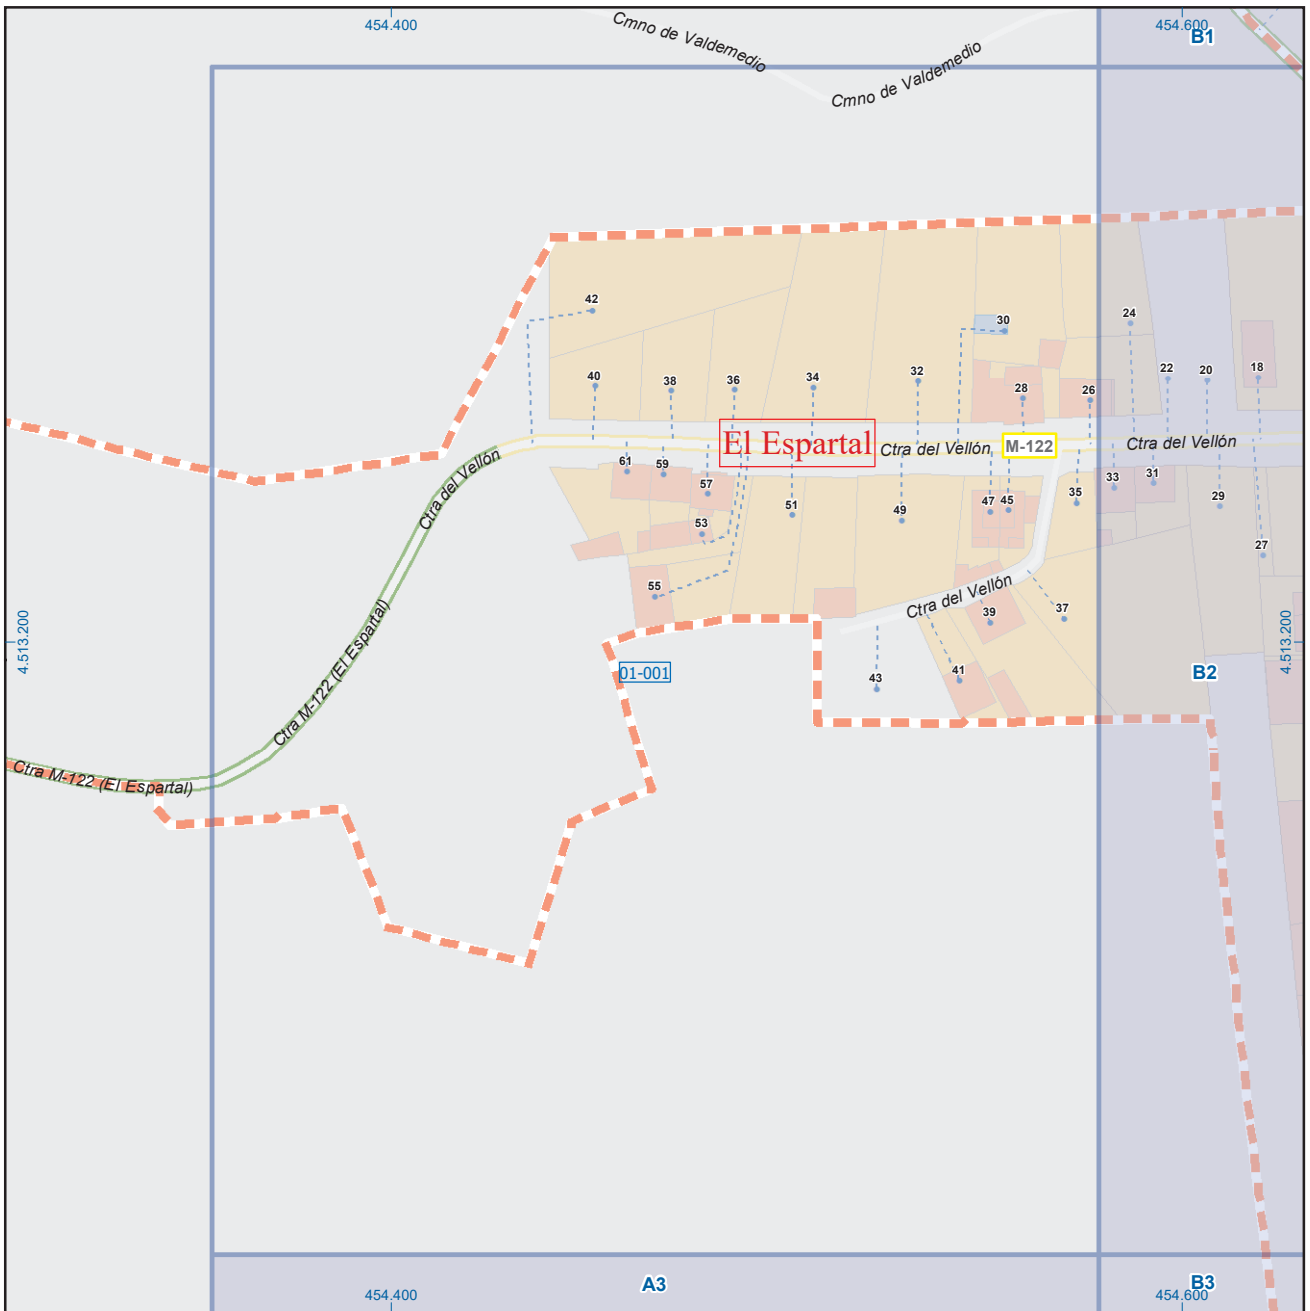 454.400
454.600
Cmno de Valdemedio
Cmno de Valdemedio
B1
42
30
24
40
38
36
34
32
28
26
22
20
18
El Espartal
Ctra del Vellón
M-122
Ctra del Vellón
Ctra del Vellón
61
59
57
53
55
51
49
47
45
35
33
31
29
27
Ctra del Vellón
39
37
43
41
4.513.200
4.513.200
01-001
B2
Ctra M-122 (El Espartal)
Ctra M-122 (El Espartal)
A3
B3
454.400
454.600